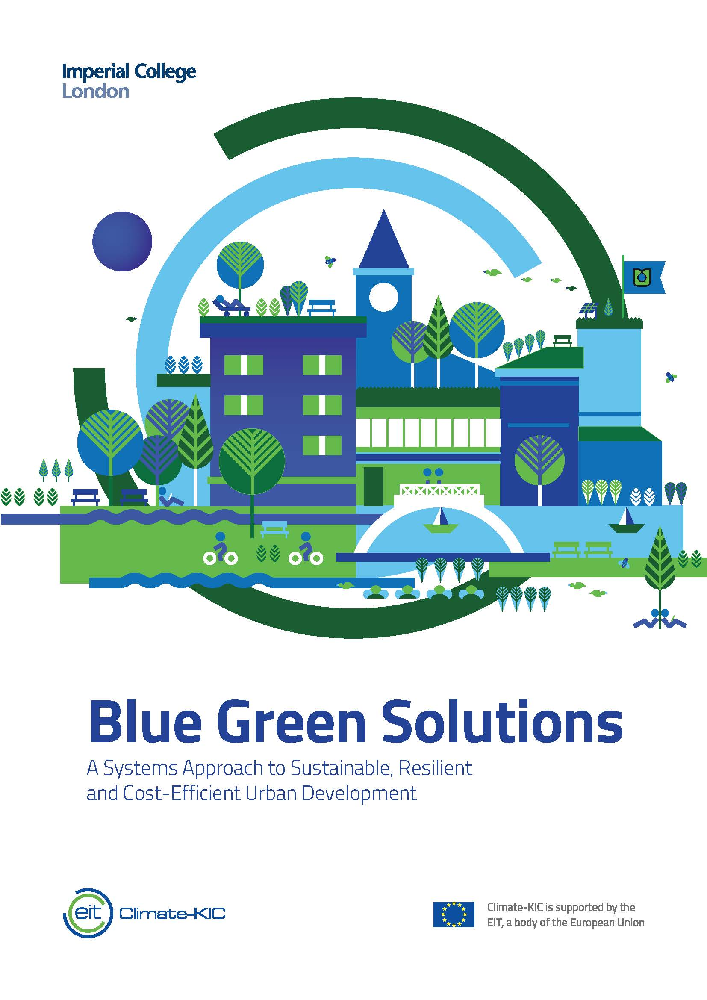 Imperial College
London
Blue Green Solutions
A Systems Approach to Sustainable, Resilient
and Cost-Efficient Urban Development
eit Climate-KIC
Climate-KIC is supported by the
EIT, a body of the European Union